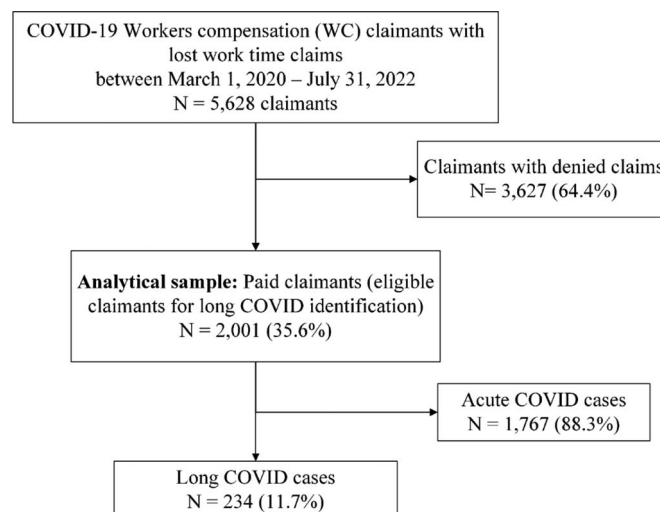 COVID-19 Workers compensation (WC) claimants with
lost work time claims
between March 1, 2020 – July 31, 2022
N = 5,628 claimants
Claimants with denied claims
N= 3,627 (64.4%)
Analytical sample: Paid claimants (eligible
claimants for long COVID identification)
N = 2,001 (35.6%)
Acute COVID cases
N = 1,767 (88.3%)
Long COVID cases
N = 234 (11.7%)